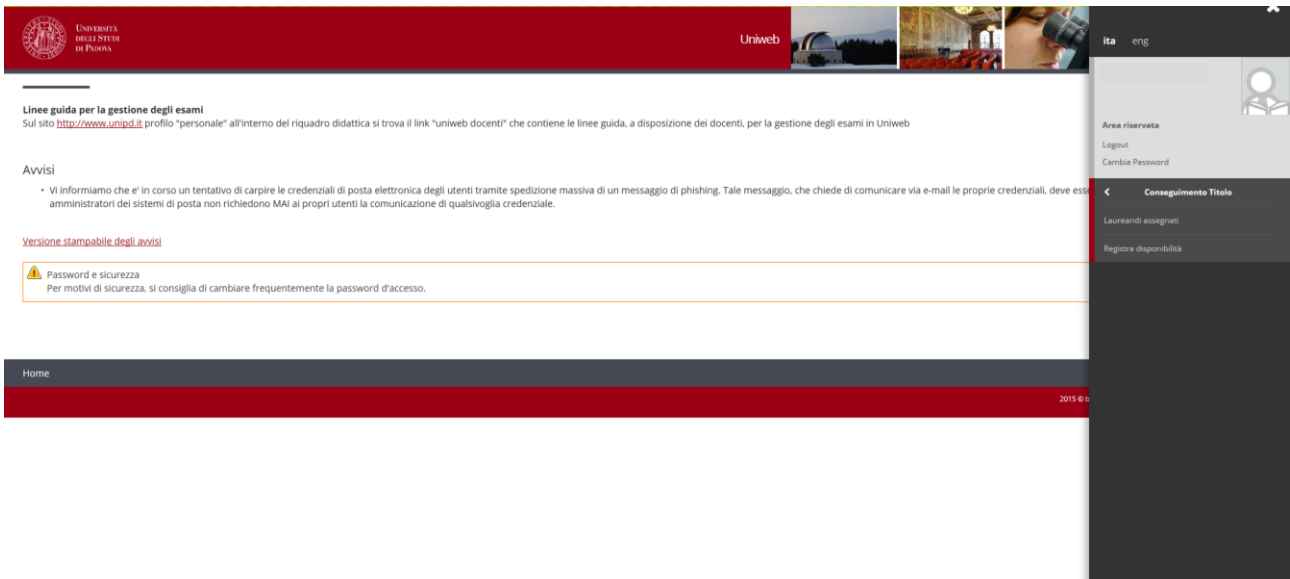 UNIVERSITÀ
DEGLI STUDI
DI PADOVA
Uniweb
ita eng
Linee guida per la gestione degli esami
Sul sito http://www.unipd.it profilo "personale" all'interno del riquadro didattica si trova il link "uniweb docenti" che contiene le linee guida, a disposizione dei docenti, per la gestione degli esami in Uniweb
Area riservata
Logout
Cambia Password
Avvisi
• Vi informiamo che e' in corso un tentativo di carpire le credenziali di posta elettronica degli utenti tramite spedizione massiva di un messaggio di phishing. Tale messaggio, che chiede di comunicare via e-mail le proprie credenziali, deve
amministratori dei sistemi di posta non richiedono MAI ai propri utenti la comunicazione di qualsivoglia credenziale.
Conseguimento Titolo
Laureandi assegnati
Registra disponibilità
Versione stampabile degli avvisi
Password e sicurezza
Per motivi di sicurezza, si consiglia di cambiare frequentemente la password d'accesso.
Home
2015 ©